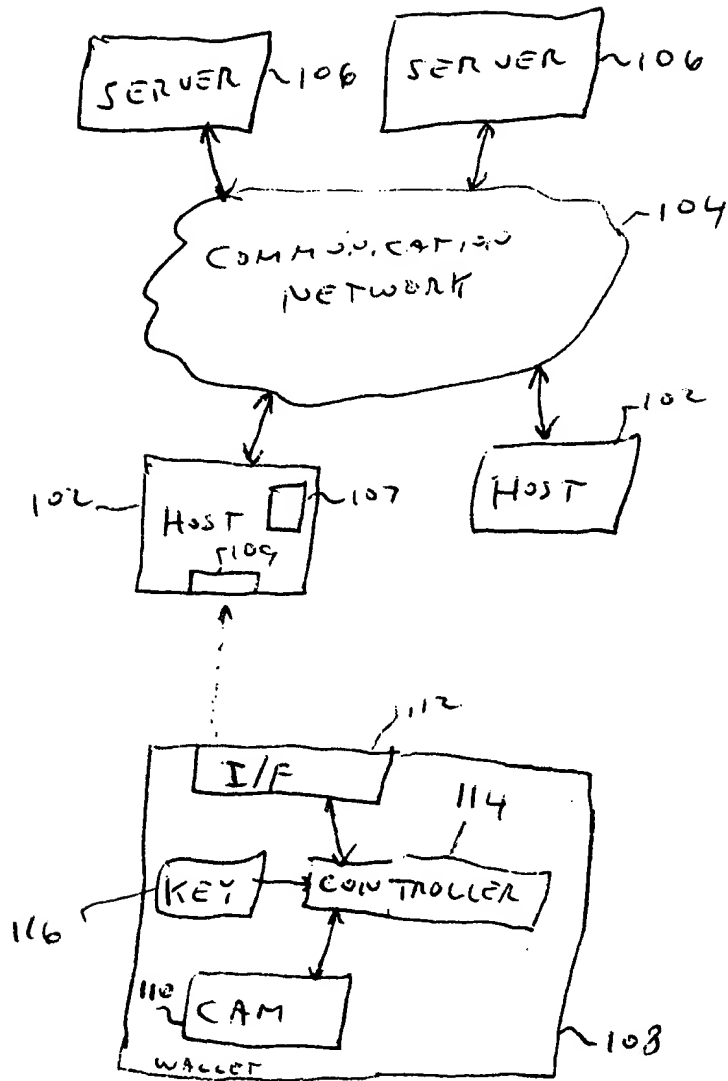 SERVER 106
SERVER 106
104
COMMUNICATION
NETWORK
102
102
HOST
107
HOST
109
112
I/F
114
KEY
CONTROLLER
116
110
CAM
108
WALLET